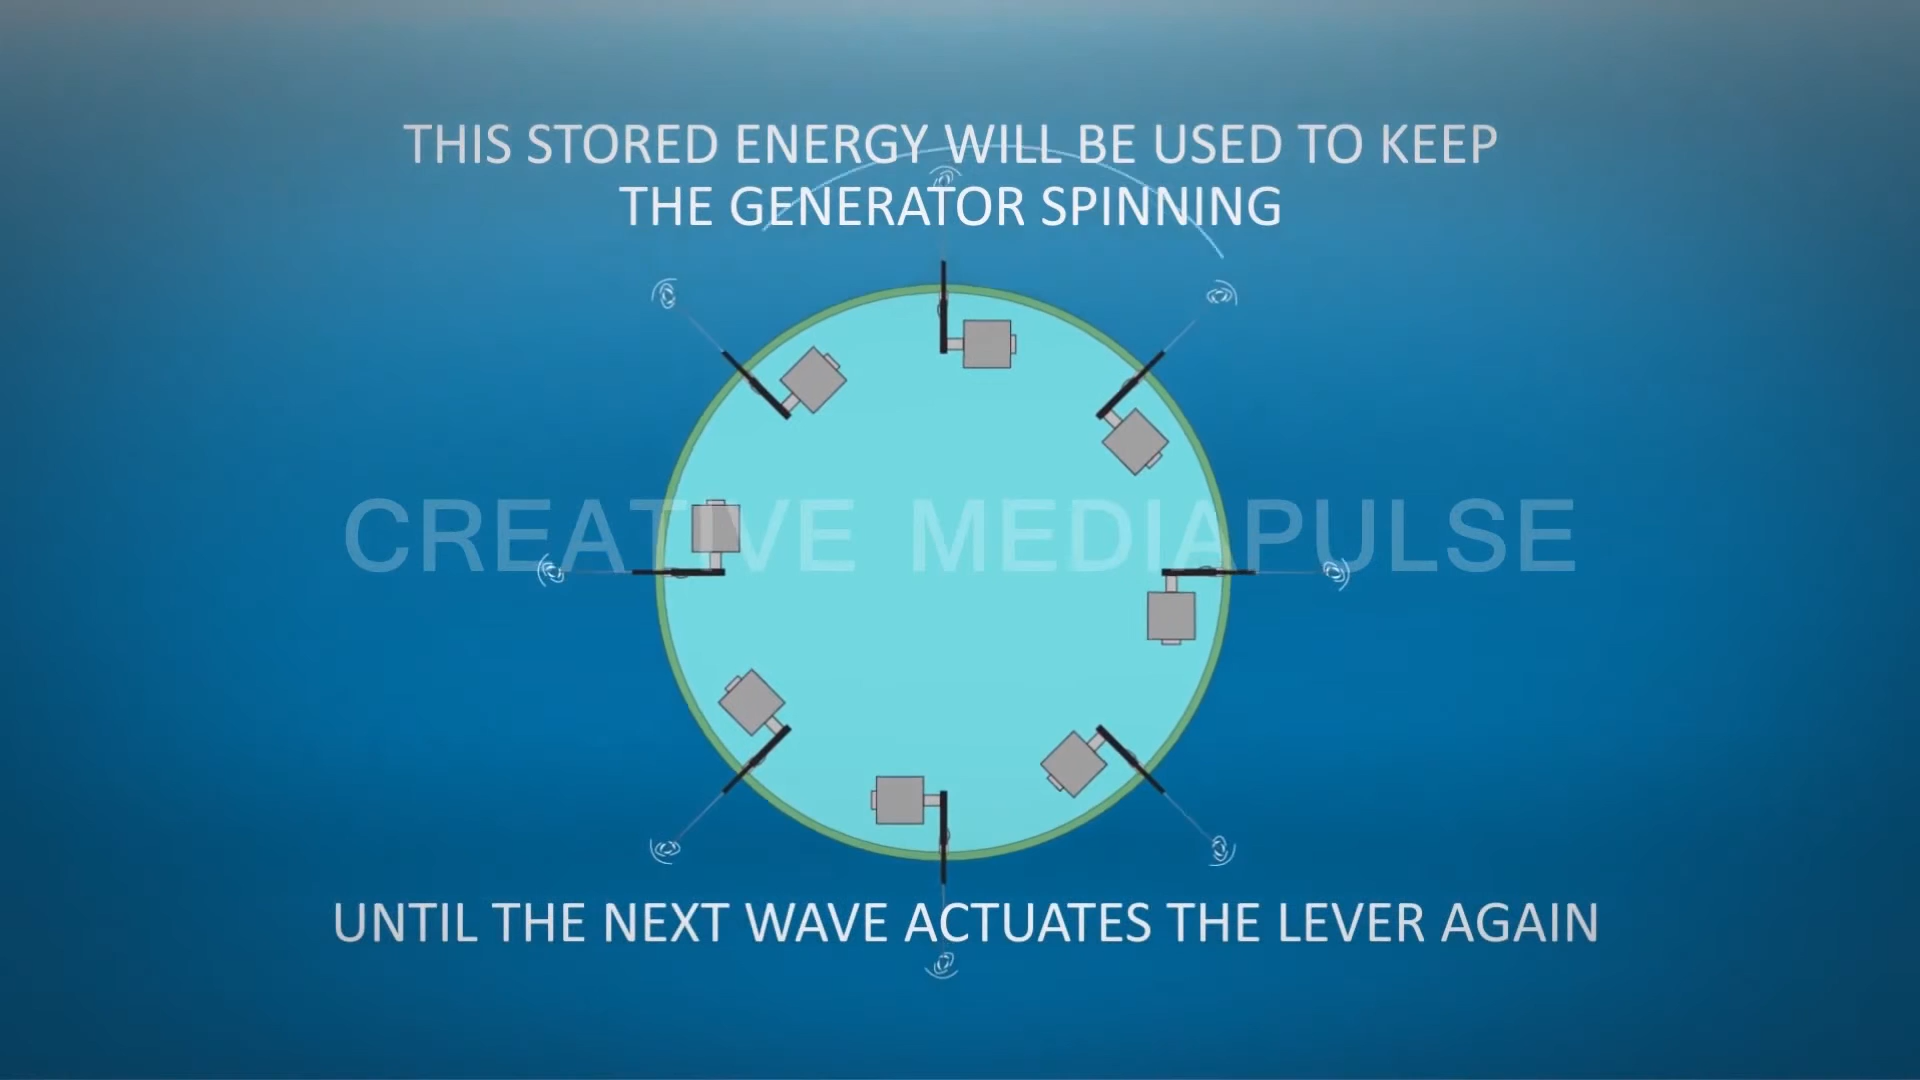 THIS STORED ENERGY WILL BE USED TO KEEP
THE GENERATOR SPINNING
CREATIVE MEDIAPULSE
UNTIL THE NEXT WAVE ACTUATES THE LEVER AGAIN